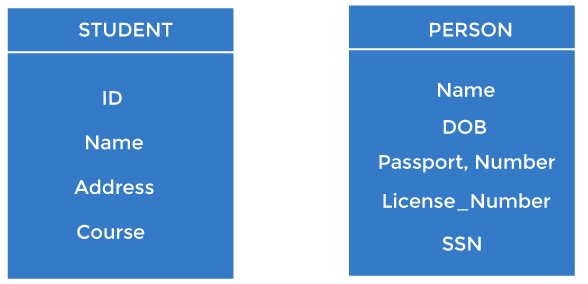 STUDENT
ID
Name
Address
Course
PERSON
Name
DOB
Passport, Number
License_Number
SSN